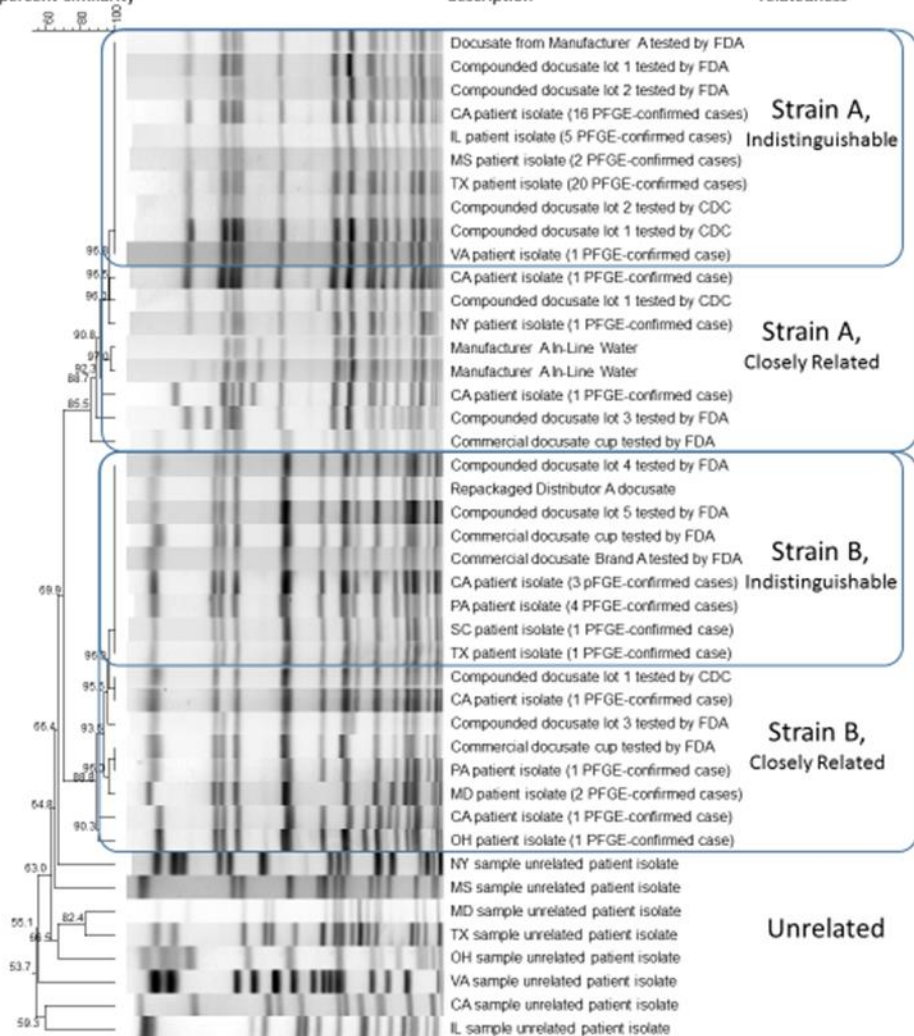 percent similarity
description
relatedness
60
80
100
Docusate from Manufacturer A tested by FDA
Compounded docusate lot 1 tested by FDA
Compounded docusate lot 2 tested by FDA
CA patient isolate (16 PFGE-confirmed cases)
IL patient isolate (5 PFGE-confirmed cases)
MS patient isolate (2 PFGE-confirmed cases)
TX patient isolate (20 PFGE-confirmed cases)
Compounded docusate lot 2 tested by CDC
Compounded docusate lot 1 tested by CDC
VA patient isolate (1 PFGE-confirmed case)
Strain A,
Indistinguishable
CA patient isolate (1 PFGE-confirmed case)
Compounded docusate lot 1 tested by CDC
NY patient isolate (1 PFGE-confirmed case)
Manufacturer A In-Line Water
Manufacturer A In-Line Water
CA patient isolate (1 PFGE-confirmed case)
Compounded docusate lot 3 tested by FDA
Commercial docusate cup tested by FDA
Strain A,
Closely Related
90.8
92.3
88.7
85.5
Compounded docusate lot 4 tested by FDA
Repackaged Distributor A docusate
Compounded docusate lot 5 tested by FDA
Commercial docusate cup tested by FDA
Commercial docusate Brand A tested by FDA
CA patient isolate (3 pFGE-confirmed cases)
PA patient isolate (4 PFGE-confirmed cases)
SC patient isolate (1 PFGE-confirmed case)
TX patient isolate (1 PFGE-confirmed case)
Strain B,
Indistinguishable
69.9
Compounded docusate lot 1 tested by CDC
CA patient isolate (1 PFGE-confirmed case)
Compounded docusate lot 3 tested by FDA
Commercial docusate cup tested by FDA
PA patient isolate (1 PFGE-confirmed case)
MD patient isolate (2 PFGE-confirmed cases)
CA patient isolate (1 PFGE-confirmed case)
OH patient isolate (1 PFGE-confirmed case)
Strain B,
Closely Related
90.3
NY sample unrelated patient isolate
MS sample unrelated patient isolate
MD sample unrelated patient isolate
TX sample unrelated patient isolate
OH sample unrelated patient isolate
VA sample unrelated patient isolate
CA sample unrelated patient isolate
IL sample unrelated patient isolate
Unrelated
63.0
82.4
55.1
53.7
59.3